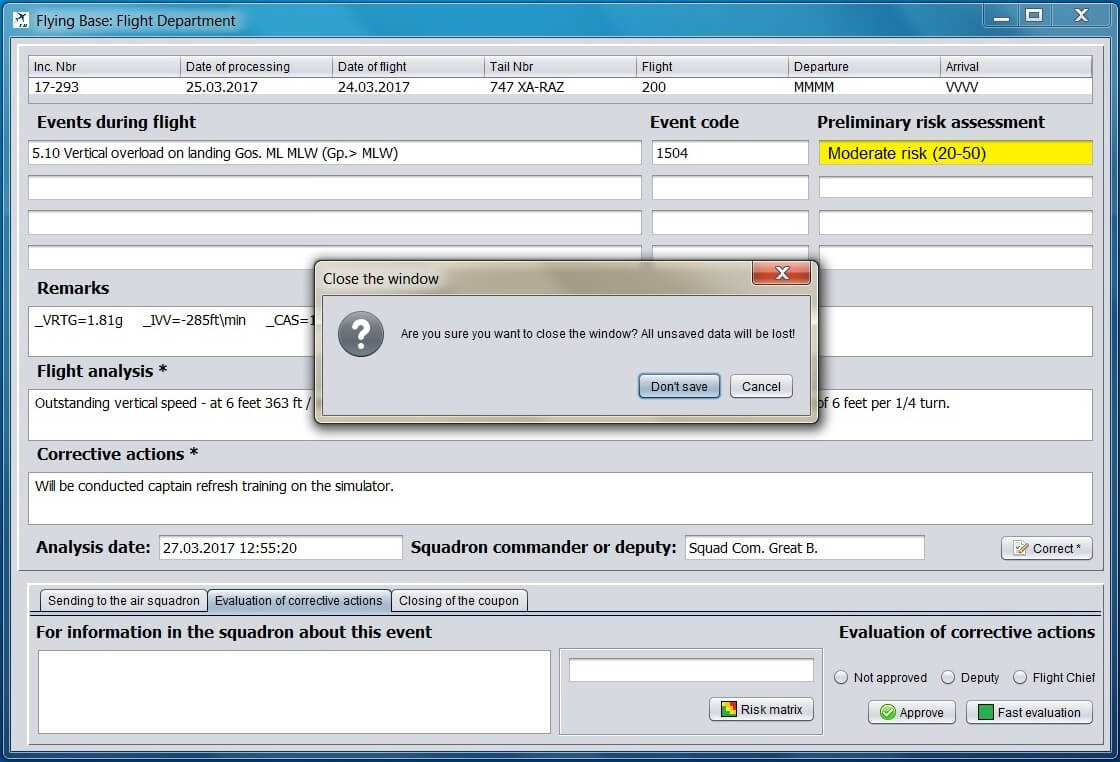 Flying Base: Flight Department
Inc. Nbr Date of processing Date of flight Tail Nbr Flight Departure Arrival
17-293 25.03.2017 24.03.2017 747 XA-RAZ 200 MMMM VVVV
Events during flight Event code Preliminary risk assessment
5.10 Vertical overload on landing Gos. ML MLW (Gp.> MLW) 1504 Moderate risk (20-50)
Close the window
Remarks
_VRTG=1.81g _IVV=-285ft\min _CAS=1
Are you sure you want to close the window? All unsaved data will be lost!
Flight analysis *
Don't save Cancel
Outstanding vertical speed - at 6 feet 363 ft / of 6 feet per 1/4 turn.
Corrective actions *
Will be conducted captain refresh training on the simulator.
Analysis date: 27.03.2017 12:55:20 Squadron commander or deputy: Squad Com. Great B. Correct *
Sending to the air squadron Evaluation of corrective actions Closing of the coupon
For information in the squadron about this event Evaluation of corrective actions
Not approved Deputy Flight Chief
Risk matrix Approve Fast evaluation